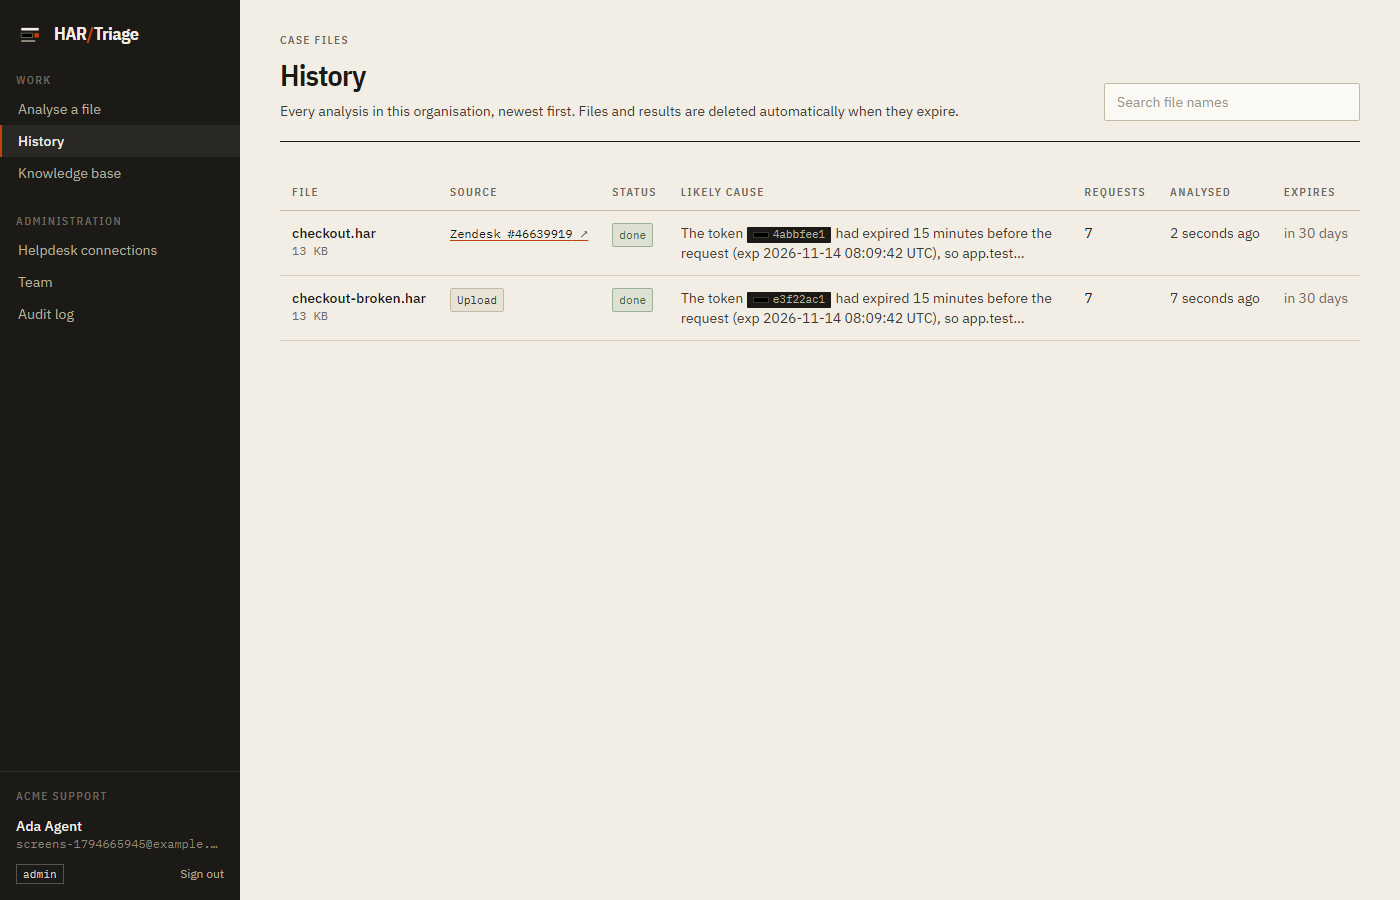 HAR/Triage
WORK
Analyse a file
History
Knowledge base
ADMINISTRATION
Helpdesk connections
Team
Audit log
ACME SUPPORT
Ada Agent
screens-1794665945@example.…
admin
Sign out
CASE FILES
History
Every analysis in this organisation, newest first. Files and results are deleted automatically when they expire.
Search file names
FILE SOURCE STATUS LIKELY CAUSE REQUESTS ANALYSED EXPIRES
checkout.har Zendesk #46639919 ↗ done The token 4abbfee1 had expired 15 minutes before the 7 2 seconds ago in 30 days
13 KB request (exp 2026-11-14 08:09:42 UTC), so app.test…
checkout-broken.har Upload done The token e3f22ac1 had expired 15 minutes before the 7 7 seconds ago in 30 days
13 KB request (exp 2026-11-14 08:09:42 UTC), so app.test…